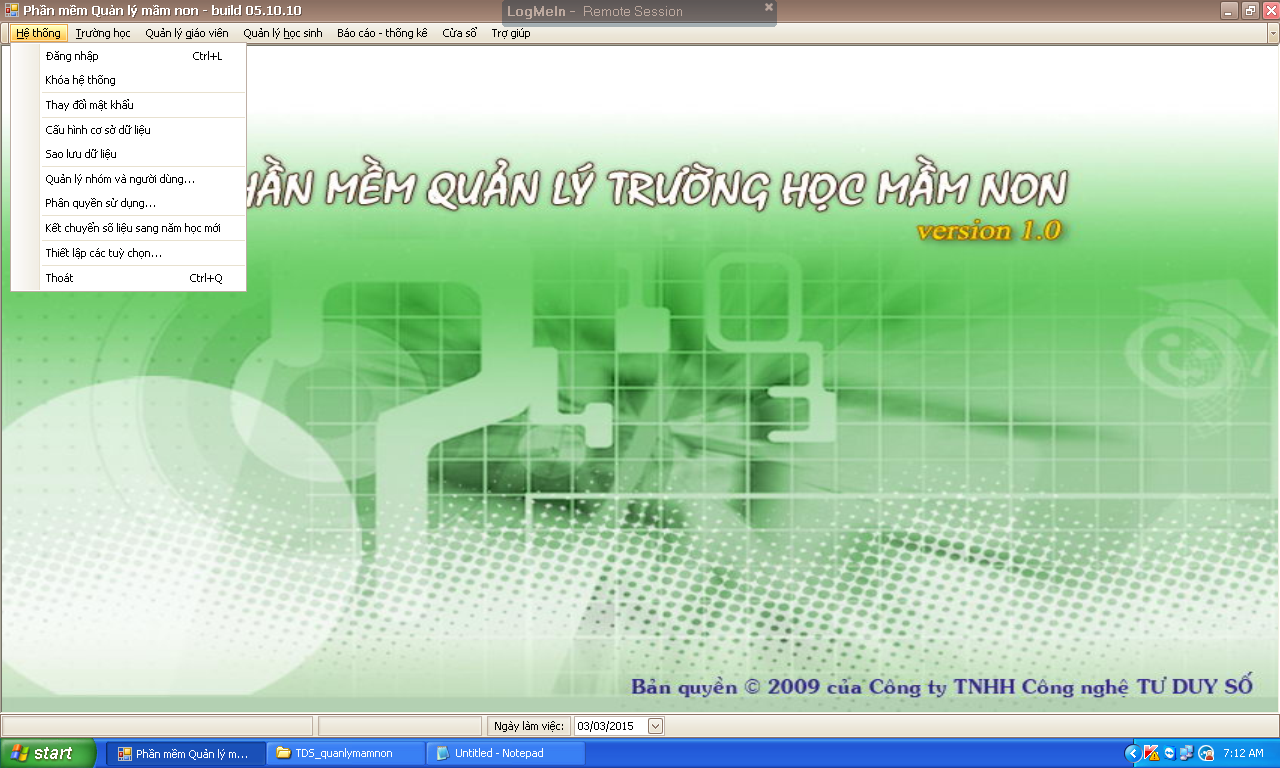 Phần mềm Quản lý mầm non - build 05.10.10
LogMeIn - Remote Session
Hệ thống Trường học Quản lý giáo viên Quản lý học sinh Báo cáo - thống kê Cửa sổ Trợ giúp
Đăng nhập Ctrl+L
Khóa hệ thống
Thay đổi mật khẩu
Cấu hình cơ sở dữ liệu
Sao lưu dữ liệu
Quản lý nhóm và người dùng...
Phân quyền sử dụng...
Kết chuyển số liệu sang năm học mới
Thiết lập các tuỳ chọn...
Thoát Ctrl+Q
HẦN MỀM QUẢN LÝ TRƯỜNG HỌC MẦM NON
version 1.0
Bản quyền © 2009 của Công ty TNHH Công nghệ TƯ DUY SỐ
Ngày làm việc: 03/03/2015
start Phần mềm Quản lý m... TDS_quanlymamnon Untitled - Notepad 7:12 AM